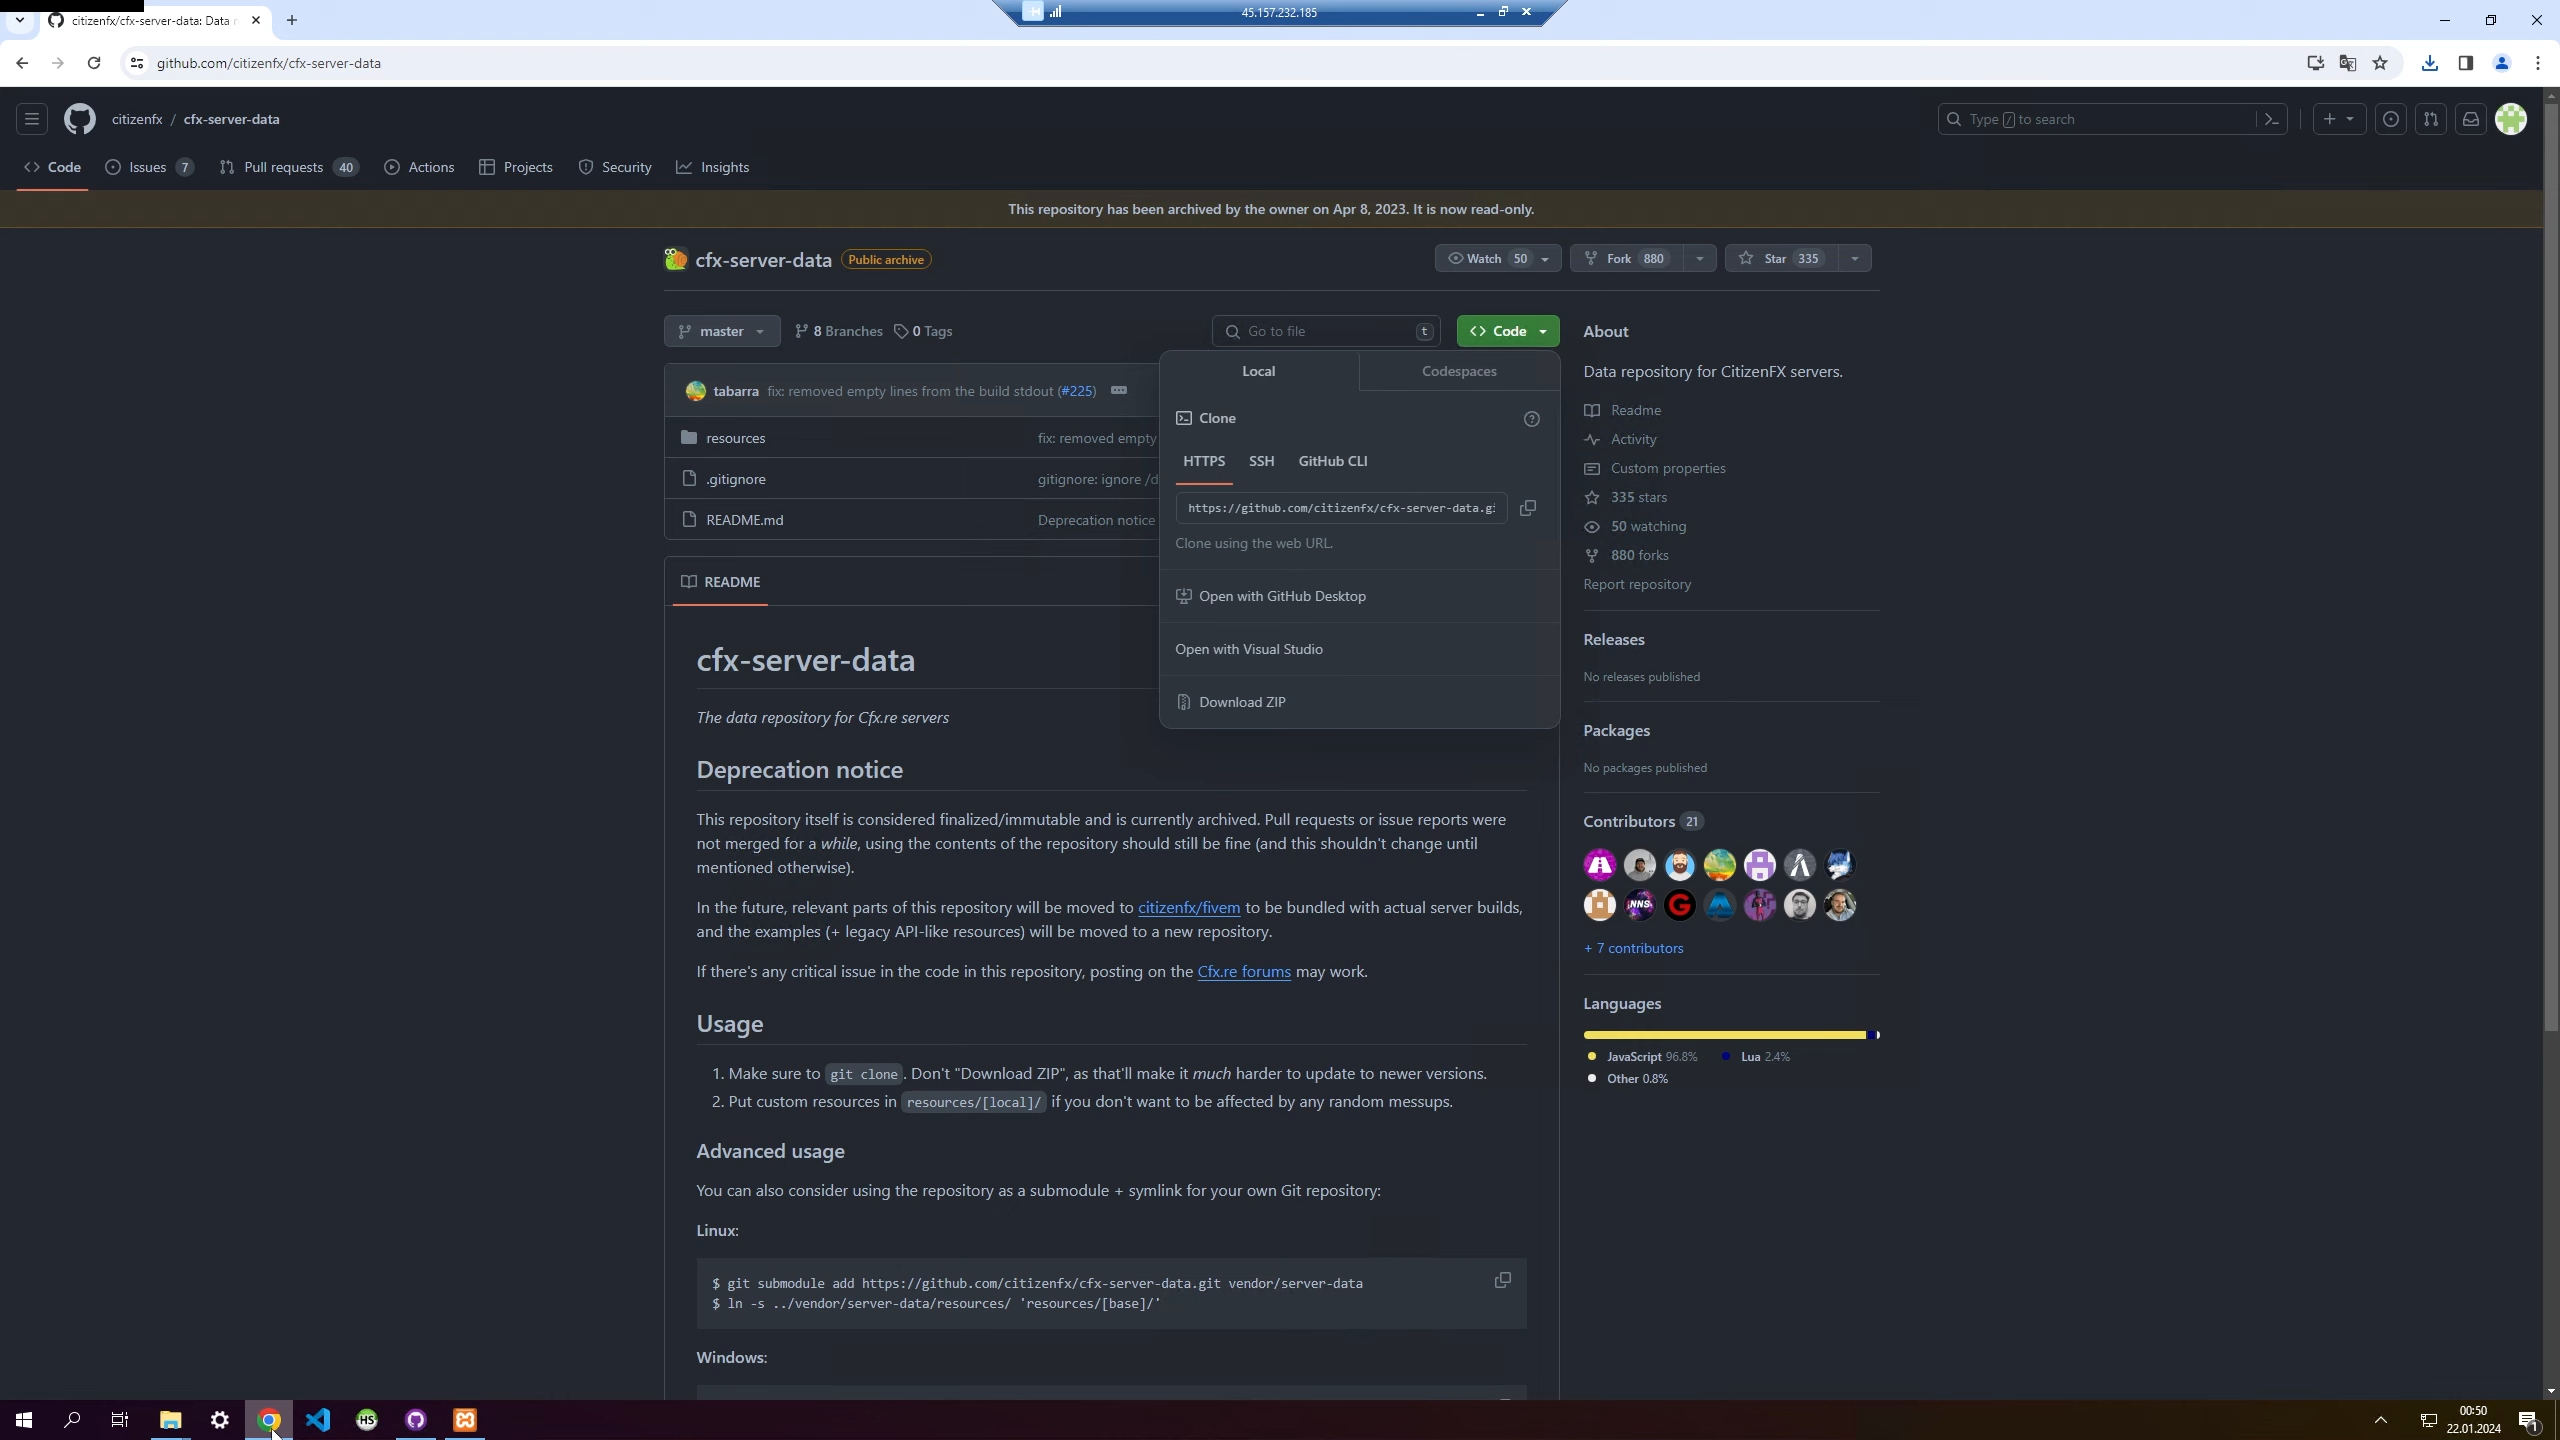 citizenfx/cfx-server-data: Data
45.157.232.185
github.com/citizenfx/cfx-server-data
citizenfx / cfx-server-data
Type / to search
Code
Issues 7
Pull requests 40
Actions
Projects
Security
Insights
This repository has been archived by the owner on Apr 8, 2023. It is now read-only.
cfx-server-data Public archive
Watch 50
Fork 880
Star 335
master
8 Branches
0 Tags
Go to file t
Code
tabarra fix: removed empty lines from the build stdout (#225)
resources fix: removed empty
.gitignore gitignore: ignore /d
README.md Deprecation notice
Local
Codespaces
Clone
HTTPS SSH GitHub CLI
https://github.com/citizenfx/cfx-server-data.gi
Clone using the web URL.
Open with GitHub Desktop
Open with Visual Studio
Download ZIP
README
cfx-server-data
The data repository for Cfx.re servers
Deprecation notice
This repository itself is considered finalized/immutable and is currently archived. Pull requests or issue reports were
not merged for a while, using the contents of the repository should still be fine (and this shouldn't change until
mentioned otherwise).
In the future, relevant parts of this repository will be moved to citizenfx/fivem to be bundled with actual server builds,
and the examples (+ legacy API-like resources) will be moved to a new repository.
If there's any critical issue in the code in this repository, posting on the Cfx.re forums may work.
Usage
1. Make sure to git clone. Don't "Download ZIP", as that'll make it much harder to update to newer versions.
2. Put custom resources in resources/[local]/ if you don't want to be affected by any random messups.
Advanced usage
You can also consider using the repository as a submodule + symlink for your own Git repository:
Linux:
$ git submodule add https://github.com/citizenfx/cfx-server-data.git vendor/server-data
$ ln -s ../vendor/server-data/resources/ 'resources/[base]/'
Windows:
About
Data repository for CitizenFX servers.
Readme
Activity
Custom properties
335 stars
50 watching
880 forks
Report repository
Releases
No releases published
Packages
No packages published
Contributors 21
NNS
G
+ 7 contributors
Languages
JavaScript 96.8%
Lua 2.4%
Other 0.8%
HS
00:50
22.01.2024
1